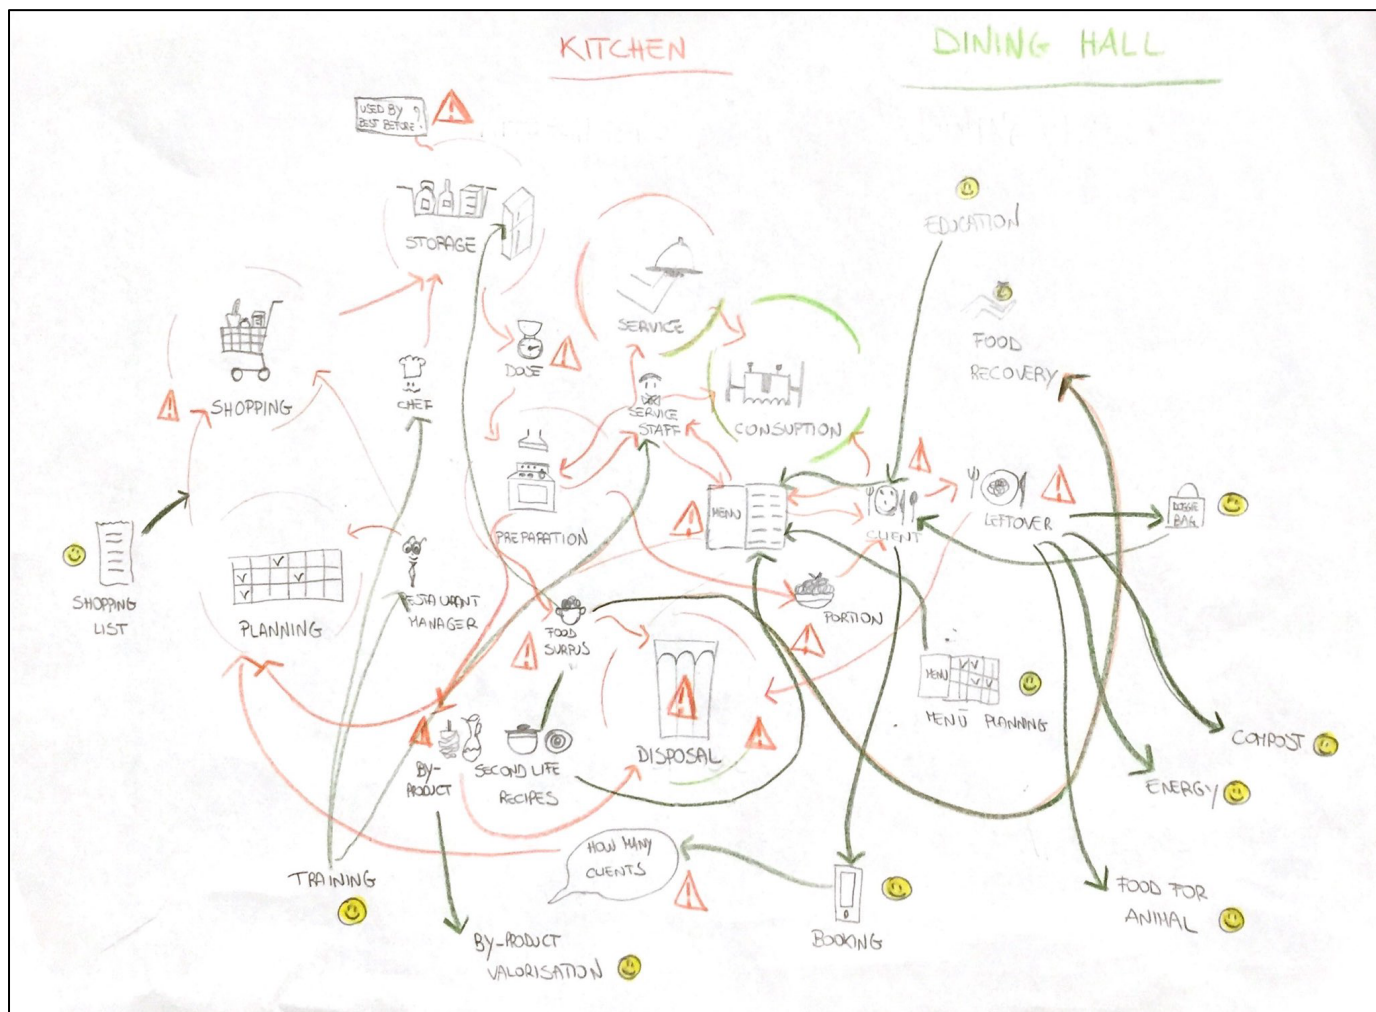 KITCHEN
DINING HALL
USED BY ?
BEST BEFORE
STORAGE
EDUCATION
SERVICE
FOOD
RECOVERY
DOSE
CHEF
SHOPPING
SERVICE
STAFF
CONSUPTION
MENU
CLIENT
LEFTOVER
DOGGIE
BAG
PREPARATION
SHOPPING
LIST
PLANNING
RESTAURANT
MANAGER
FOOD
SURPUS
PORTION
MENU
MENÙ PLANNING
DISPOSAL
BY-
PRODUCT
SECOND LIFE
RECIPES
COMPOST
ENERGY
HOW MANY
CLIENTS
TRAINING
FOOD FOR
ANIMAL
BOOKING
BY-PRODUCT
VALORISATION